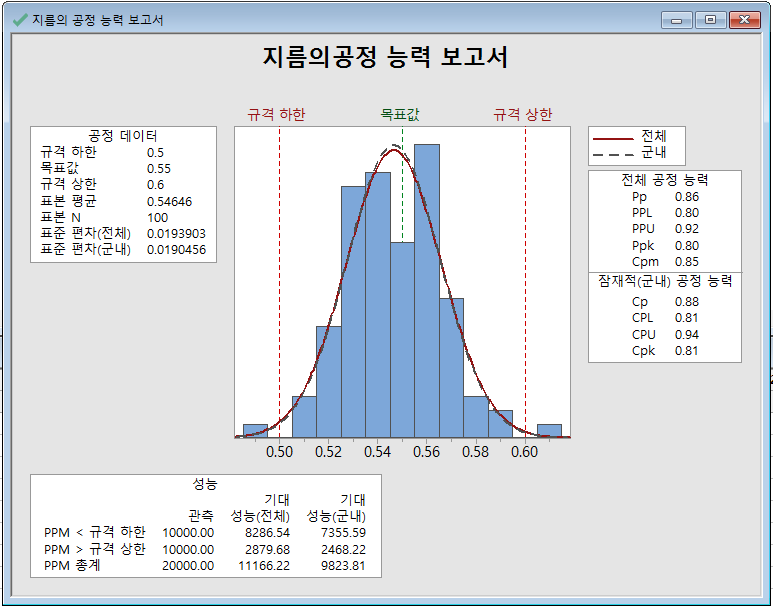 지름의 공정 능력 보고서
지름의공정 능력 보고서
규격 하한 목표값 규격 상한
공정 데이터
규격 하한 0.5
목표값 0.55
규격 상한 0.6
표본 평균 0.54646
표본 N 100
표준 편차(전체) 0.0193903
표준 편차(군내) 0.0190456
전체
군내
전체 공정 능력
Pp 0.86
PPL 0.80
PPU 0.92
Ppk 0.80
Cpm 0.85
잠재적(군내) 공정 능력
Cp 0.88
CPL 0.81
CPU 0.94
Cpk 0.81
0.50 0.52 0.54 0.56 0.58 0.60
성능
기대 기대
관측 성능(전체) 성능(군내)
PPM < 규격 하한 10000.00 8286.54 7355.59
PPM > 규격 상한 10000.00 2879.68 2468.22
PPM 총계 20000.00 11166.22 9823.81